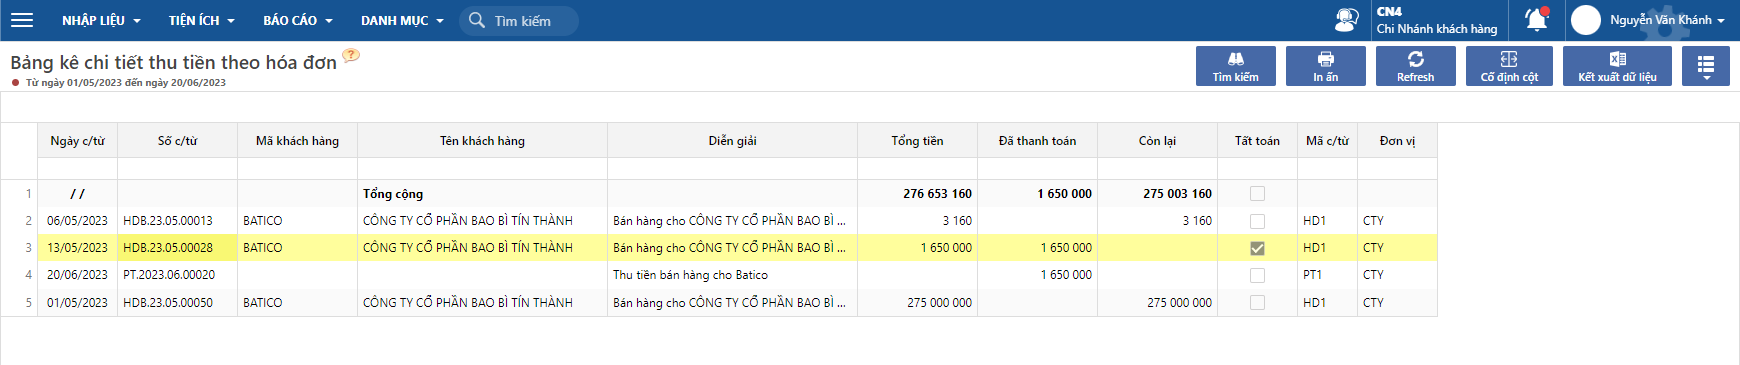 NHẬP LIỆU TIỆN ÍCH BÁO CÁO DANH MỤC Tìm kiếm CN4 Chi Nhánh khách hàng Nguyễn Văn Khánh
Bảng kê chi tiết thu tiền theo hóa đơn ?
Từ ngày 01/05/2023 đến ngày 20/06/2023
Tìm kiếm In ấn Refresh Cố định cột Kết xuất dữ liệu
Ngày c/từ Số c/từ Mã khách hàng Tên khách hàng Diễn giải Tổng tiền Đã thanh toán Còn lại Tất toán Mã c/từ Đơn vị
1 / / Tổng cộng 276 653 160 1 650 000 275 003 160
2 06/05/2023 HDB.23.05.00013 BATICO CÔNG TY CỔ PHẦN BAO BÌ TÍN THÀNH Bán hàng cho CÔNG TY CỔ PHẦN BAO BÌ ... 3 160 3 160 HD1 CTY
3 13/05/2023 HDB.23.05.00028 BATICO CÔNG TY CỔ PHẦN BAO BÌ TÍN THÀNH Bán hàng cho CÔNG TY CỔ PHẦN BAO BÌ ... 1 650 000 1 650 000 HD1 CTY
4 20/06/2023 PT.2023.06.00020 Thu tiền bán hàng cho Batico 1 650 000 PT1 CTY
5 01/05/2023 HDB.23.05.00050 BATICO CÔNG TY CỔ PHẦN BAO BÌ TÍN THÀNH Bán hàng cho CÔNG TY CỔ PHẦN BAO BÌ ... 275 000 000 275 000 000 HD1 CTY